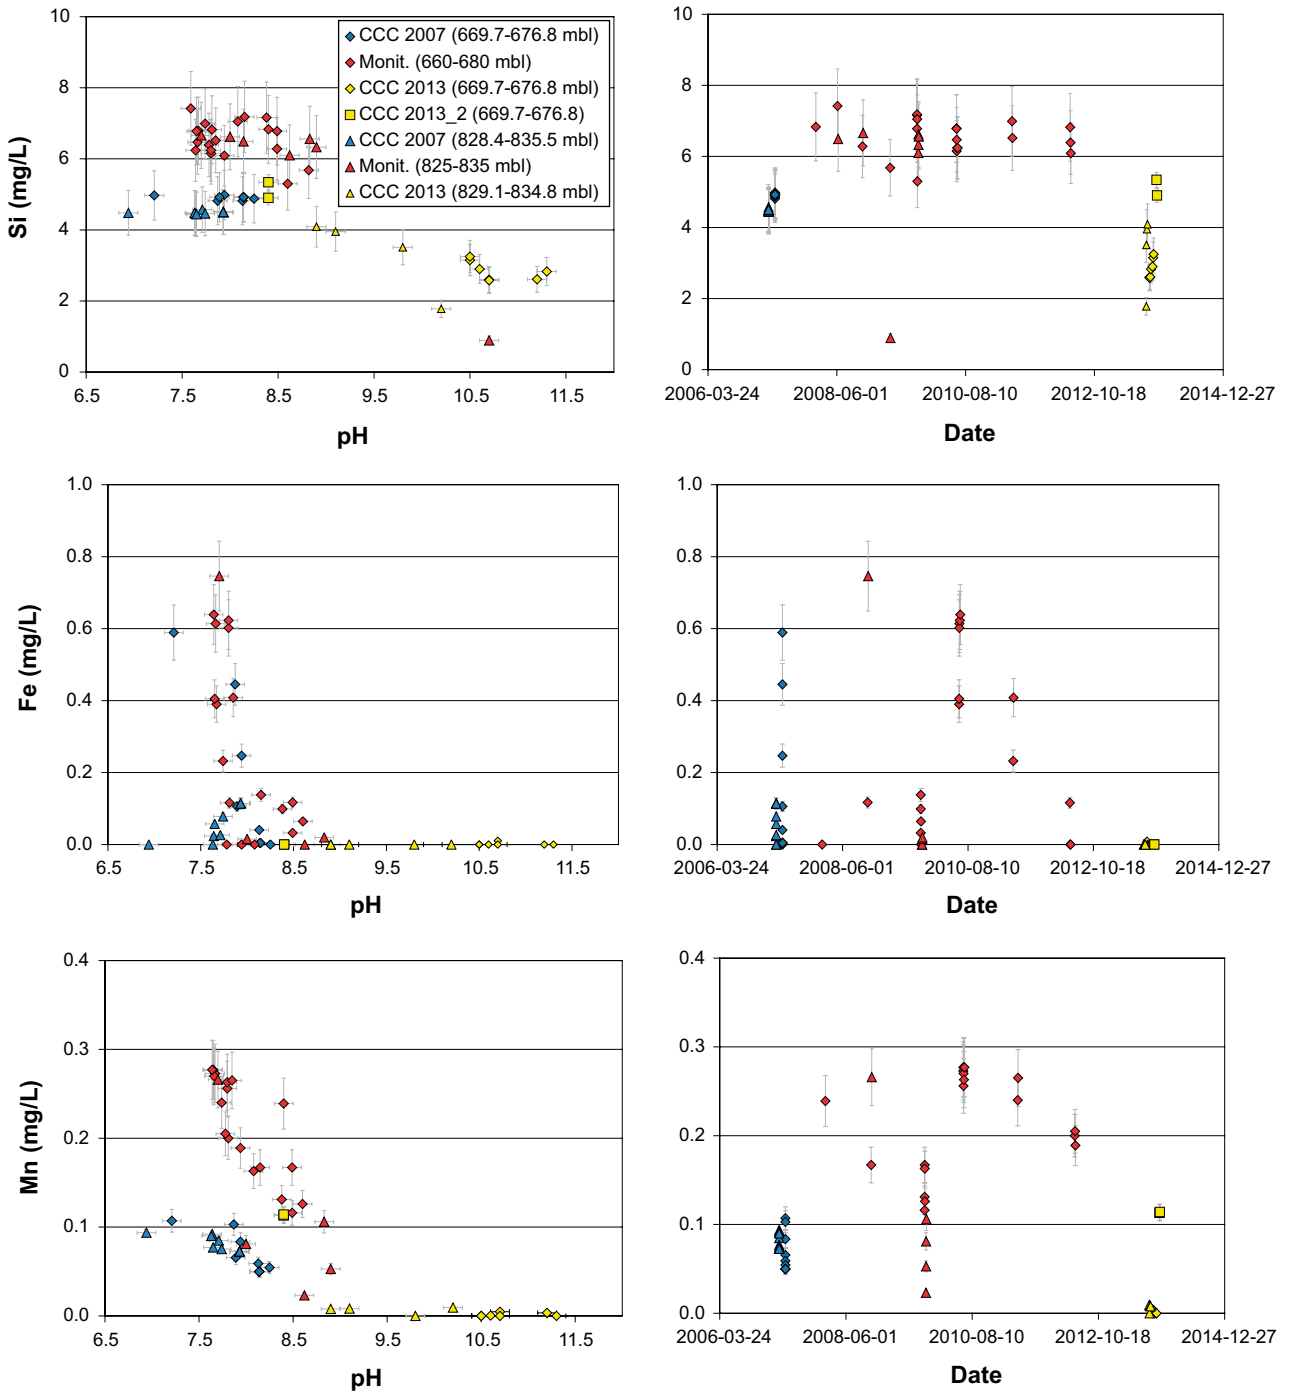 10
8
6
4
2
0
Si (mg/L)
6.5 7.5 8.5 9.5 10.5 11.5
pH
CCC 2007 (669.7-676.8 mbl)
Monit. (660-680 mbl)
CCC 2013 (669.7-676.8 mbl)
CCC 2013_2 (669.7-676.8)
CCC 2007 (828.4-835.5 mbl)
Monit. (825-835 mbl)
CCC 2013 (829.1-834.8 mbl)
10
8
6
4
2
0
2006-03-24 2008-06-01 2010-08-10 2012-10-18 2014-12-27
Date
1.0
0.8
0.6
0.4
0.2
0.0
Fe (mg/L)
6.5 7.5 8.5 9.5 10.5 11.5
pH
1.0
0.8
0.6
0.4
0.2
0.0
2006-03-24 2008-06-01 2010-08-10 2012-10-18 2014-12-27
Date
0.4
0.3
0.2
0.1
0.0
Mn (mg/L)
6.5 7.5 8.5 9.5 10.5 11.5
pH
0.4
0.3
0.2
0.1
0.0
2006-03-24 2008-06-01 2010-08-10 2012-10-18 2014-12-27
Date